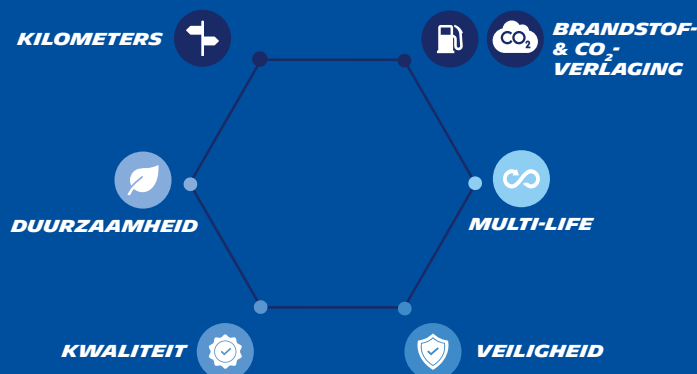 KILOMETERS
CO2
BRANDSTOF-
& CO2-
VERLAGING
DUURZAAMHEID
MULTI-LIFE
KWALITEIT
VEILIGHEID